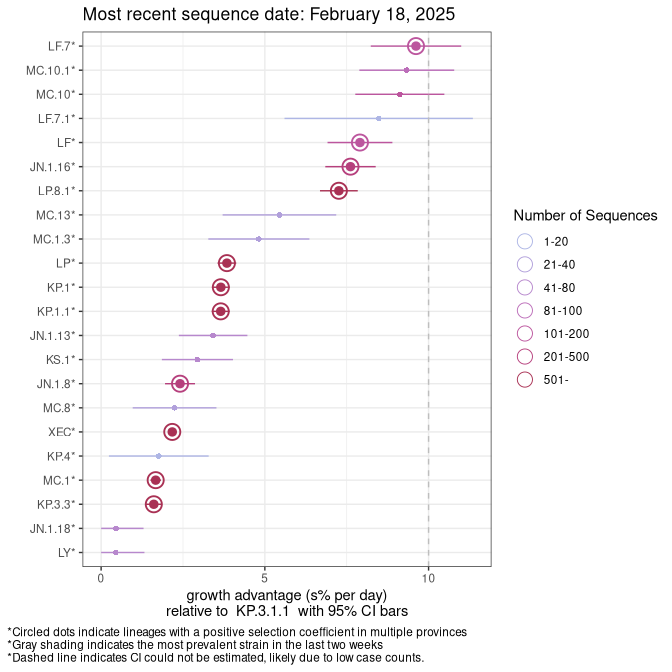 Most recent sequence date: February 18, 2025
LF.7*
MC.10.1*
MC.10*
LF.7.1*
LF*
JN.1.16*
LP.8.1*
MC.13*
MC.1.3*
LP*
KP.1*
KP.1.1*
JN.1.13*
KS.1*
JN.1.8*
MC.8*
XEC*
KP.4*
MC.1*
KP.3.3*
JN.1.18*
LY*
0 5 10
growth advantage (s% per day)
relative to KP.3.1.1 with 95% CI bars
Number of Sequences
1-20
21-40
41-80
81-100
101-200
201-500
501-
*Circled dots indicate lineages with a positive selection coefficient in multiple provinces
*Gray shading indicates the most prevalent strain in the last two weeks
*Dashed line indicates CI could not be estimated, likely due to low case counts.